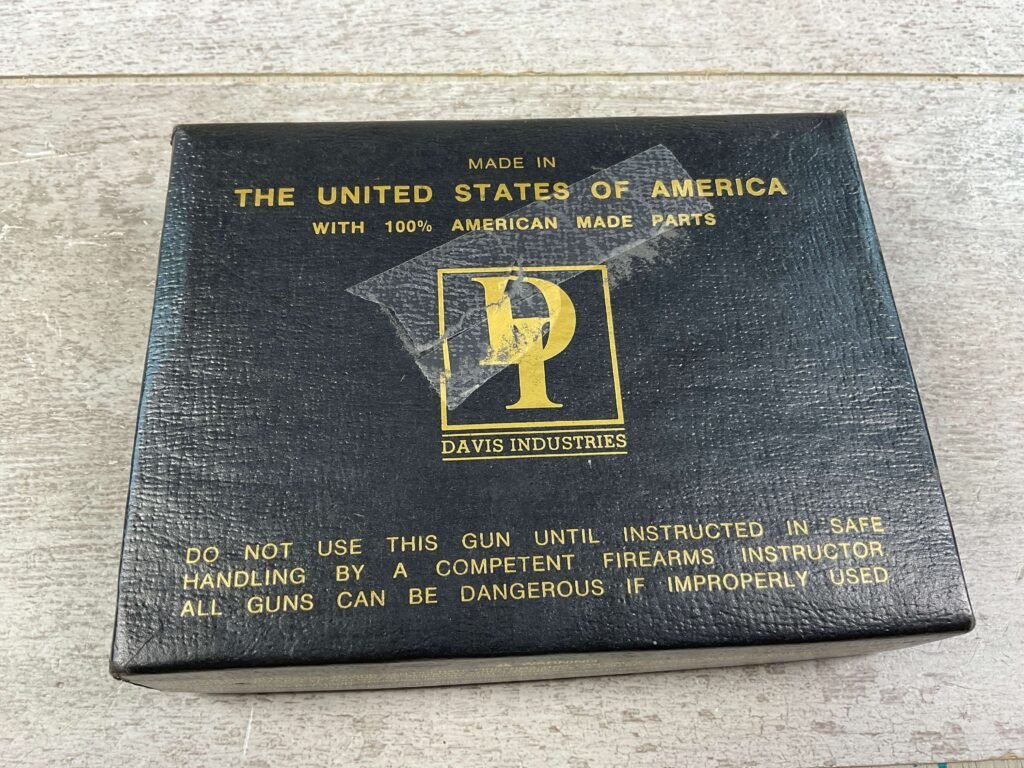 MADE IN
THE UNITED STATES OF AMERICA
WITH 100% AMERICAN MADE PARTS
DI
DAVIS INDUSTRIES
DO NOT USE THIS GUN UNTIL INSTRUCTED IN SAFE
HANDLING BY A COMPETENT FIREARMS INSTRUCTOR
ALL GUNS CAN BE DANGEROUS IF IMPROPERLY USED